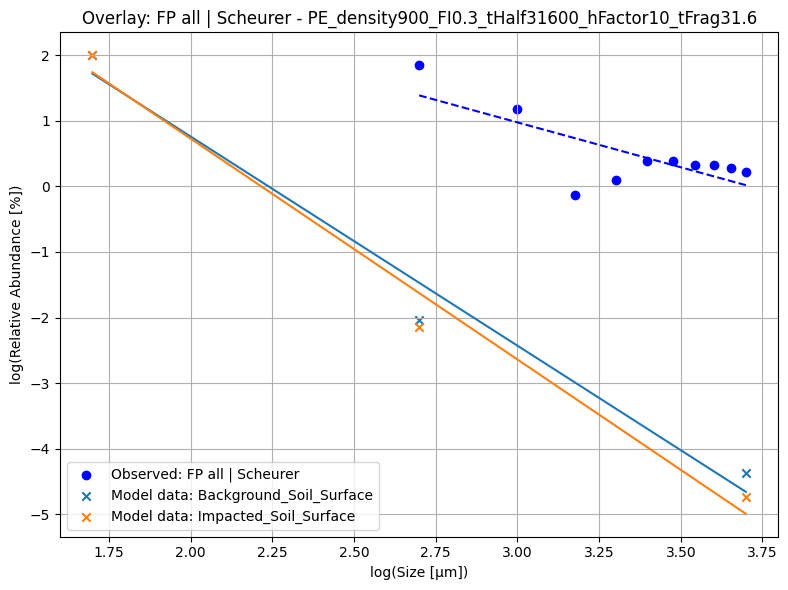 Overlay: FP all | Scheurer - PE_density900_FI0.3_tHalf31600_hFactor10_tFrag31.6
log(Relative Abundance [%])
2
1
0
−1
−2
−3
−4
−5
Observed: FP all | Scheurer
Model data: Background_Soil_Surface
Model data: Impacted_Soil_Surface
1.75 2.00 2.25 2.50 2.75 3.00 3.25 3.50 3.75
log(Size [μm])